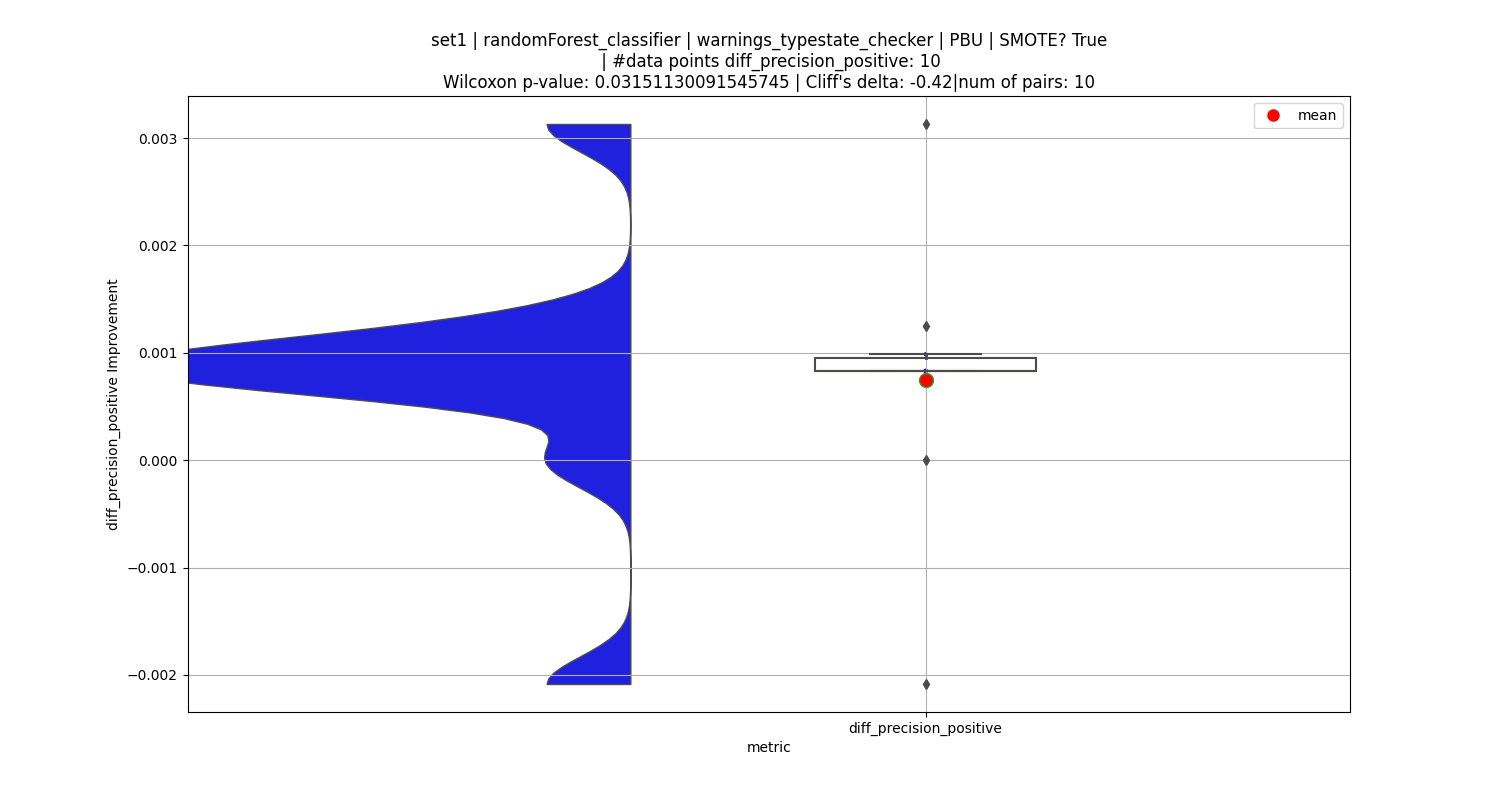 set1 | randomForest_classifier | warnings_typestate_checker | PBU | SMOTE? True
| #data points diff_precision_positive: 10
Wilcoxon p-value: 0.03151130091545745 | Cliff's delta: -0.42|num of pairs: 10
mean
0.003
0.002
0.001
0.000
−0.001
−0.002
diff_precision_positive Improvement
diff_precision_positive
metric